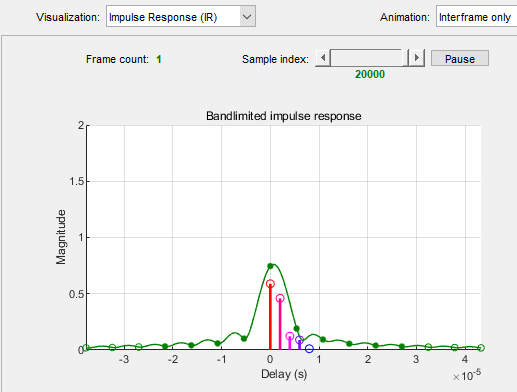 Visualization: Impulse Response (IR) Animation: Interframe only
Frame count: 1 Sample index: 20000 Pause
Bandlimited impulse response
Magnitude
2
1.5
1
0.5
0
-3 -2 -1 0 1 2 3 4
Delay (s)
×10⁻⁵